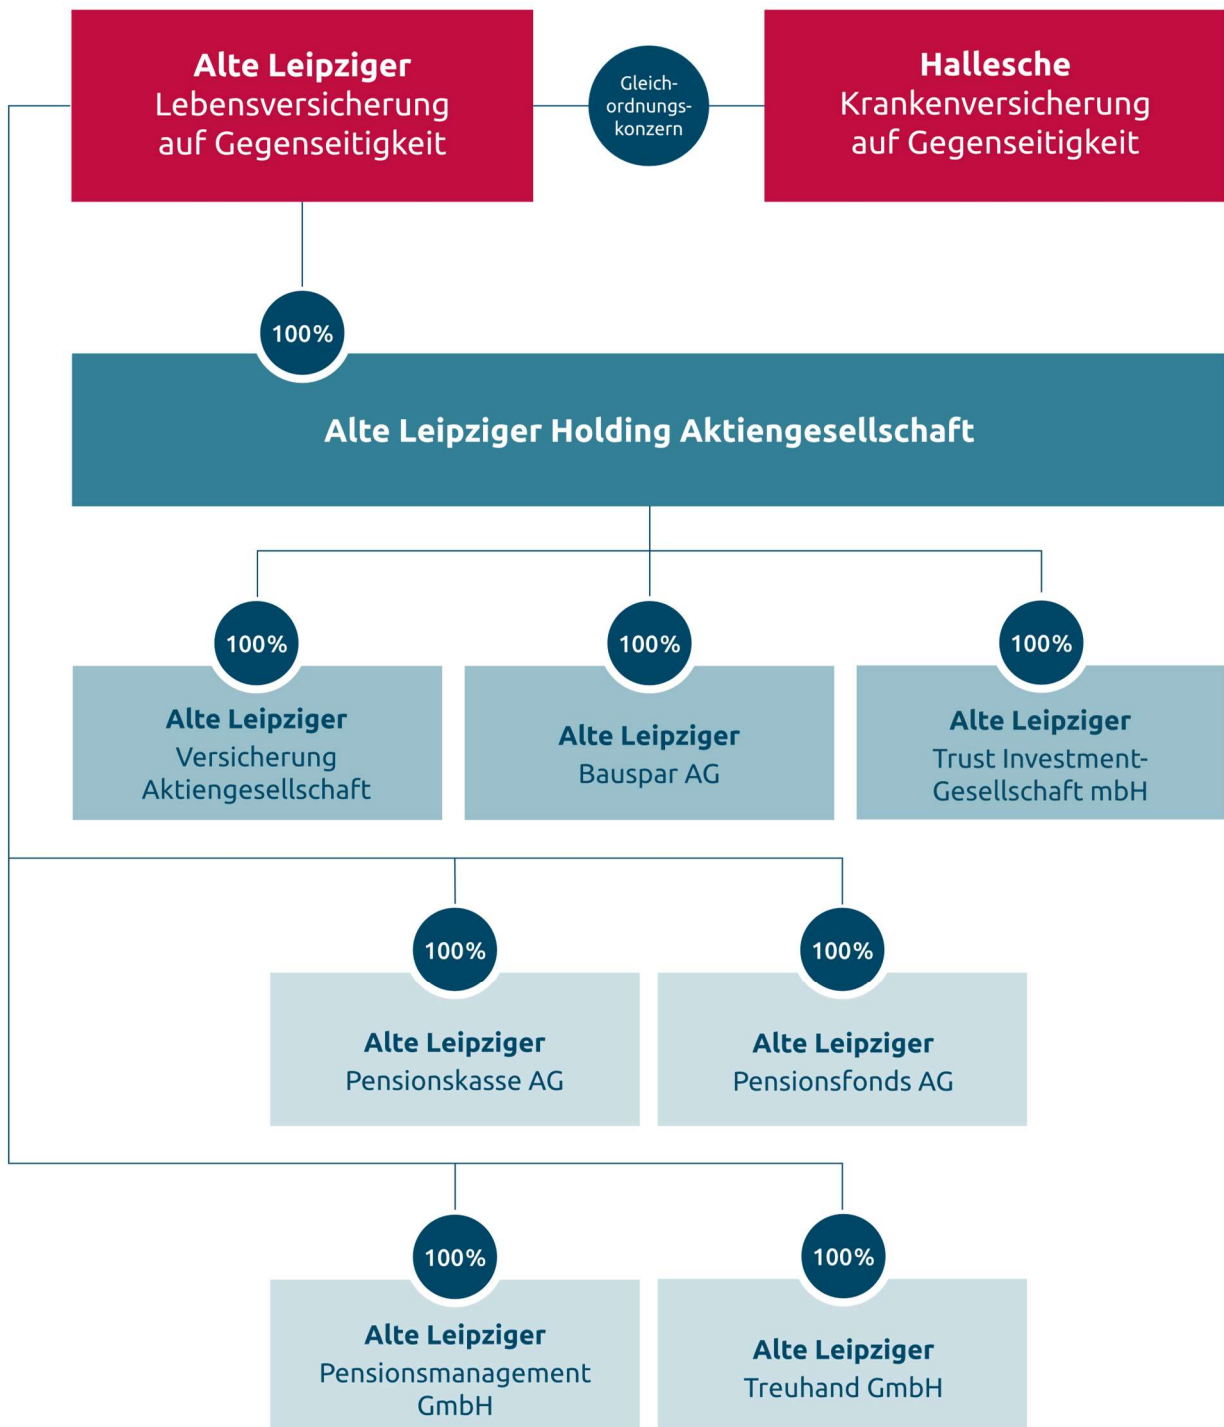 Alte Leipziger
Lebensversicherung
auf Gegenseitigkeit
Gleich-
ordnungs-
konzern
Hallesche
Krankenversicherung
auf Gegenseitigkeit
100%
Alte Leipziger Holding Aktiengesellschaft
100%
Alte Leipziger
Versicherung
Aktiengesellschaft
100%
Alte Leipziger
Bauspar AG
100%
Alte Leipziger
Trust Investment-
Gesellschaft mbH
100%
Alte Leipziger
Pensionskasse AG
100%
Alte Leipziger
Pensionsfonds AG
100%
Alte Leipziger
Pensionsmanagement
GmbH
100%
Alte Leipziger
Treuhand GmbH